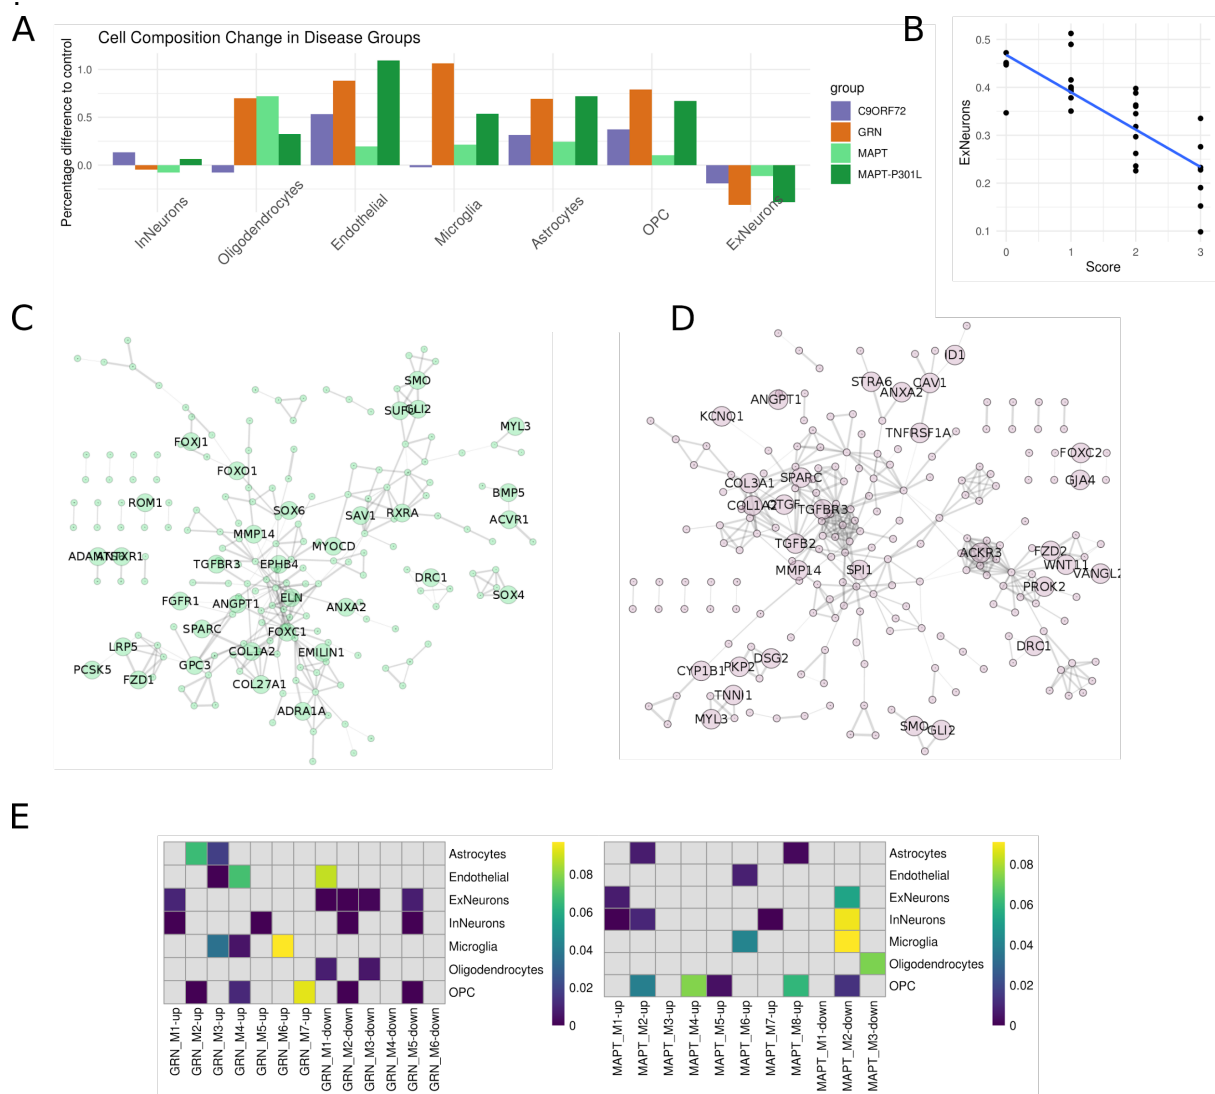 A
Cell Composition Change in Disease Groups
Percentage difference to control
1.0
0.5
0.0
InNeurons
Oligodendrocytes
Endothelial
Microglia
Astrocytes
OPC
ExNeurons
group
C9ORF72
GRN
MAPT
MAPT-P301L
B
ExNeurons
0.5
0.4
0.3
0.2
0.1
0
1
2
3
Score
C
SMO
SUFU
GLI2
MYL3
FOXJ1
FOXO1
BMP5
ROM1
SOX6
SAV1
RXRA
ACVR1
MMP14
MYOCD
TGFBR3
EPHB4
DRC1
SOX4
FGFR1
ANGPT1
ELN
ANXA2
SPARC
FOXC1
LRP5
COL1A2
EMILIN1
PCSK5
FZD1
GPC3
COL27A1
ADRA1A
D
ID1
STRA6
ANXA2
CAV1
ANGPT1
KCNQ1
TNFRSF1A
FOXC2
GJA4
COL3A1
SPARC
COL1A2
CTGF
TGFBR3
TGFB2
MMP14
SPI1
ACKR3
FZD2
WNT11
VANGL2
PROK2
DRC1
CYP1B1
PKP2
DSG2
TNNI1
MYL3
SMO
GLI2
E
Astrocytes
Endothelial
ExNeurons
InNeurons
Microglia
Oligodendrocytes
OPC
GRN_M1-up
GRN_M2-up
GRN_M3-up
GRN_M4-up
GRN_M5-up
GRN_M6-up
GRN_M7-up
GRN_M1-down
GRN_M2-down
GRN_M3-down
GRN_M4-down
GRN_M5-down
GRN_M6-down
0.08
0.06
0.04
0.02
0
Astrocytes
Endothelial
ExNeurons
InNeurons
Microglia
Oligodendrocytes
OPC
MAPT_M1-up
MAPT_M2-up
MAPT_M3-up
MAPT_M4-up
MAPT_M5-up
MAPT_M6-up
MAPT_M7-up
MAPT_M8-up
MAPT_M1-down
MAPT_M2-down
MAPT_M3-down
0.08
0.06
0.04
0.02
0